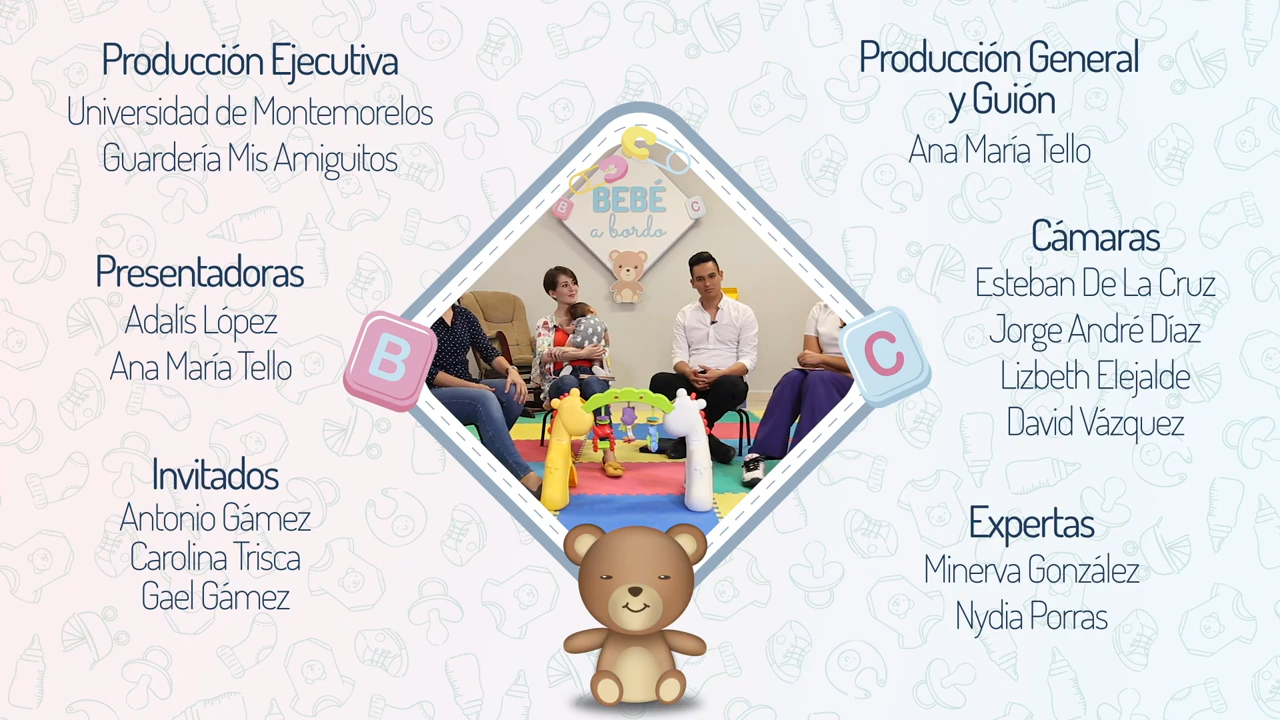 Producción Ejecutiva
Universidad de Montemorelos
Guardería Mis Amiguitos
Presentadoras
Adalís López
Ana María Tello
Invitados
Antonio Gámez
Carolina Trisca
Gael Gámez
BEBÉ
B
C
a bordo
B
C
Producción General
y Guión
Ana María Tello
Cámaras
Esteban De La Cruz
Jorge André Díaz
Lizbeth Elejalde
David Vázquez
Expertas
Minerva González
Nydia Porras